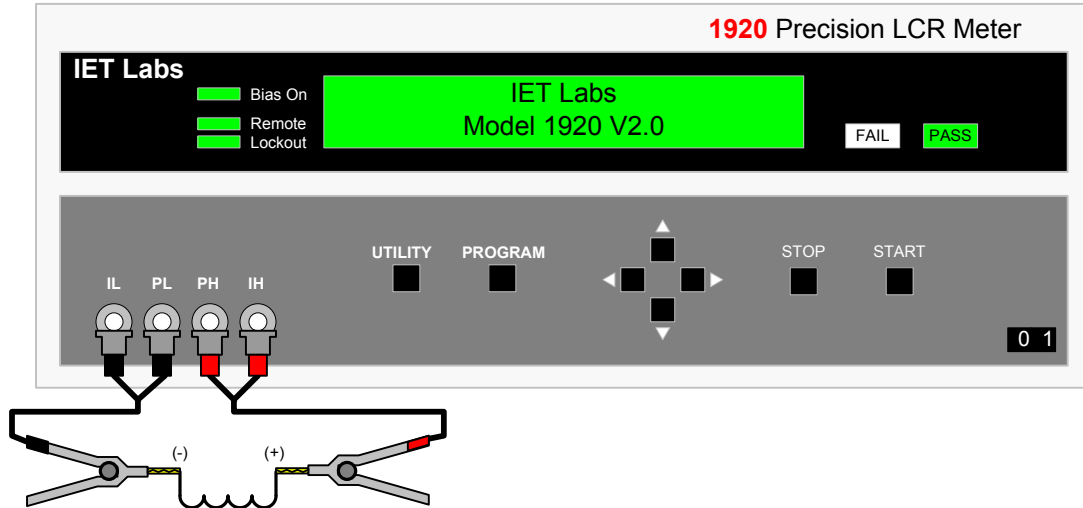 1920 Precision LCR Meter
IET Labs
Bias On
Remote
Lockout
IET Labs
Model 1920 V2.0
FAIL PASS
UTILITY PROGRAM
STOP START
IL PL PH IH
0 1
(-) (+)